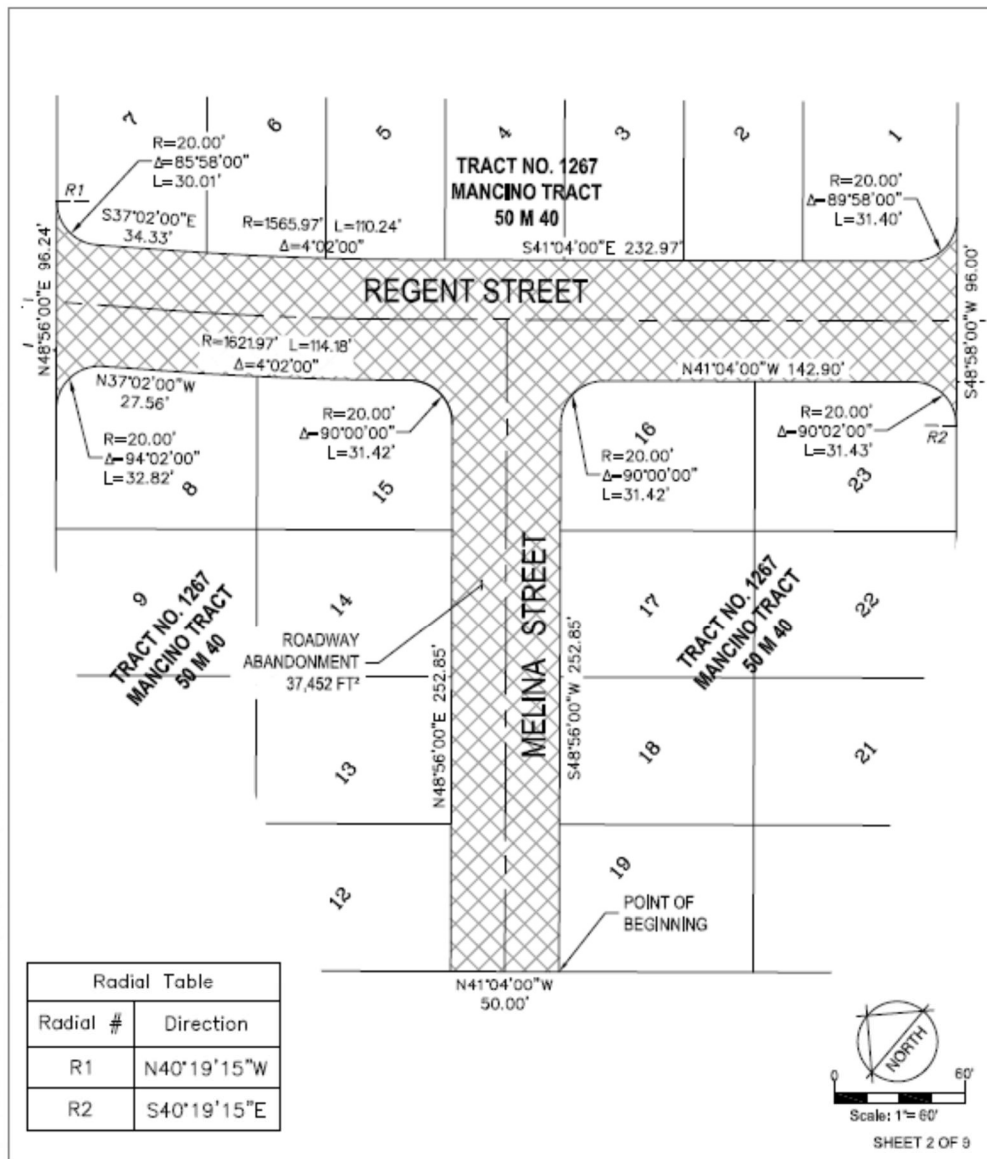 7
6
5
4
3
2
1
R=20.00'
Δ=85°58'00"
L=30.01'
TRACT NO. 1267
MANCINO TRACT
50 M 40
R=20.00'
Δ=89°58'00"
L=31.40'
R1
S37°02'00"E
34.33'
R=1565.97' L=110.24'
Δ=4°02'00"
S41°04'00"E 232.97'
N48°56'00"E 96.24'
REGENT STREET
S48°58'00"W 96.00'
R=1621.97' L=114.18'
Δ=4°02'00"
N41°04'00"W 142.90'
N37°02'00"W
27.56'
R=20.00'
Δ=94°02'00"
L=32.82'
8
R=20.00'
Δ=90°00'00"
L=31.42'
15
16
R=20.00'
Δ=90°00'00"
L=31.42'
R=20.00'
Δ=90°02'00"
L=31.43'
R2
23
9
TRACT NO. 1267
MANCINO TRACT
50 M 40
14
ROADWAY
ABANDONMENT
37,452 FT²
N48°56'00"E 252.85'
MELINA STREET
S48°56'00"W 252.85'
17
TRACT NO. 1267
MANCINO TRACT
50 M 40
22
13
18
21
12
19
POINT OF
BEGINNING
N41°04'00"W
50.00'
Radial Table
Radial # Direction
R1 N40°19'15"W
R2 S40°19'15"E
NORTH
0 60'
Scale: 1"= 60'
SHEET 2 OF 9